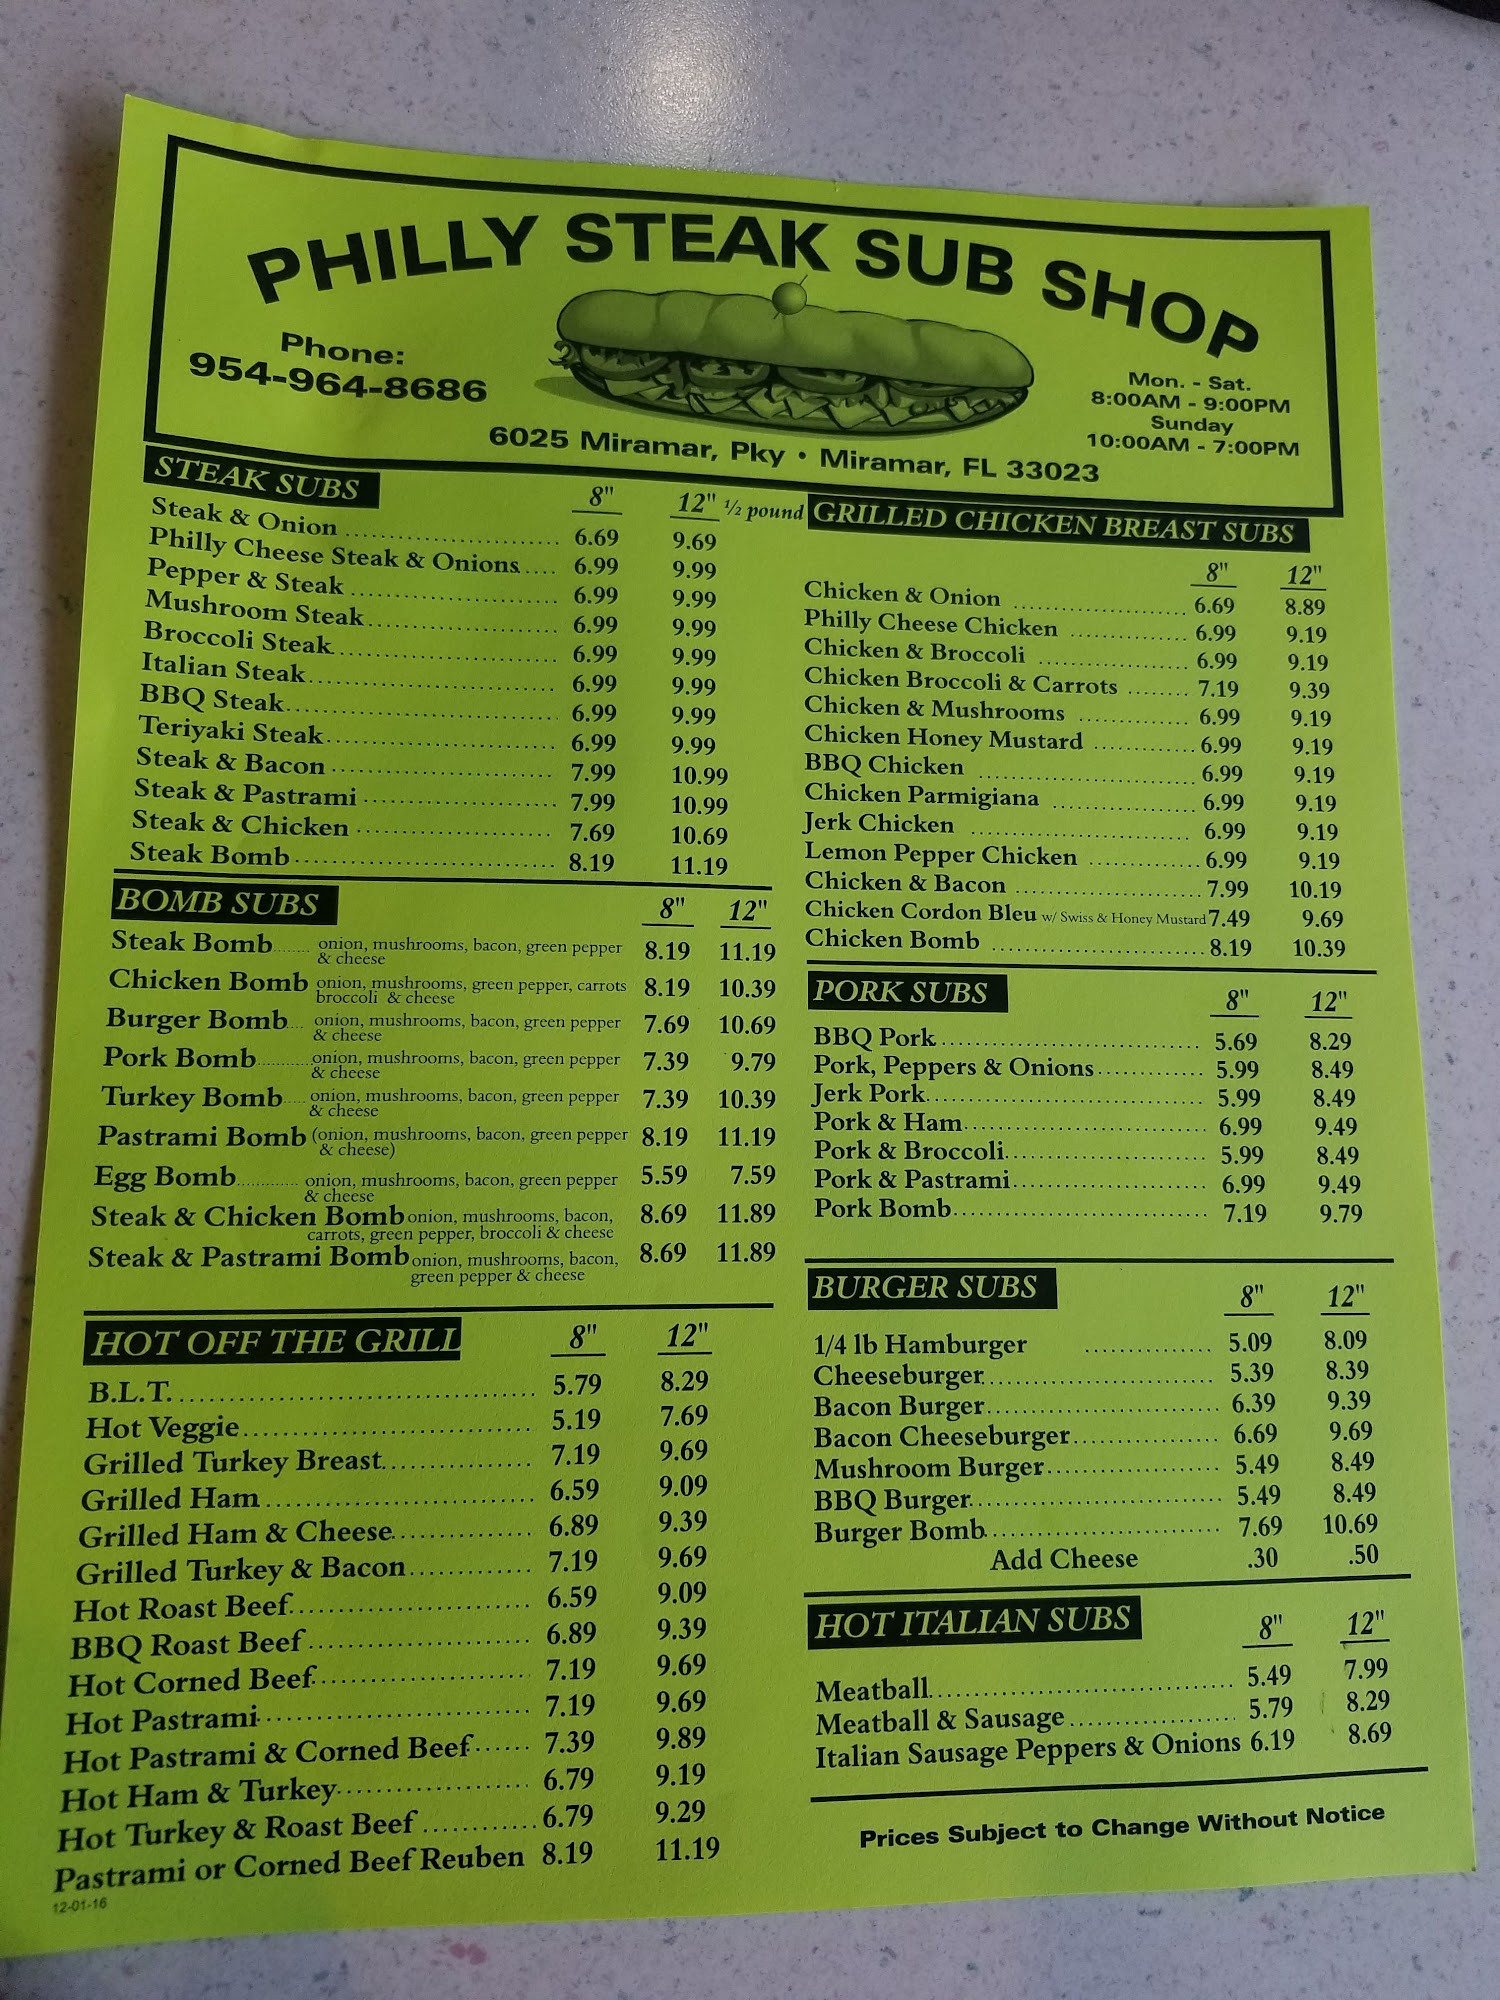 PHILLY STEAK SUB SHOP
Phone:
954-964-8686
Mon. - Sat.
8:00AM - 9:00PM
Sunday
10:00AM - 7:00PM
6025 Miramar, Pky • Miramar, FL 33023
STEAK SUBS 8" 12" ½ pound
Steak & Onion 6.69 9.69
Philly Cheese Steak & Onions 6.99 9.99
Pepper & Steak 6.99 9.99
Mushroom Steak 6.99 9.99
Broccoli Steak 6.99 9.99
Italian Steak 6.99 9.99
BBQ Steak 6.99 9.99
Teriyaki Steak 6.99 9.99
Steak & Bacon 7.99 10.99
Steak & Pastrami 7.99 10.99
Steak & Chicken 7.69 10.69
Steak Bomb 8.19 11.19
BOMB SUBS 8" 12"
Steak Bomb onion, mushrooms, bacon, green pepper 8.19 11.19
& cheese
Chicken Bomb onion, mushrooms, green pepper, carrots 8.19 10.39
broccoli & cheese
Burger Bomb onion, mushrooms, bacon, green pepper 7.69 10.69
& cheese
Pork Bomb onion, mushrooms, bacon, green pepper 7.39 9.79
& cheese
Turkey Bomb onion, mushrooms, bacon, green pepper 7.39 10.39
& cheese
Pastrami Bomb (onion, mushrooms, bacon, green pepper 8.19 11.19
& cheese)
Egg Bomb onion, mushrooms, bacon, green pepper 5.59 7.59
& cheese
Steak & Chicken Bomb onion, mushrooms, bacon, 8.69 11.89
carrots, green pepper, broccoli & cheese
Steak & Pastrami Bomb onion, mushrooms, bacon, 8.69 11.89
green pepper & cheese
HOT OFF THE GRILL 8" 12"
B.L.T. 5.79 8.29
Hot Veggie 5.19 7.69
Grilled Turkey Breast 7.19 9.69
Grilled Ham 6.59 9.09
Grilled Ham & Cheese 6.89 9.39
Grilled Turkey & Bacon 7.19 9.69
Hot Roast Beef 6.59 9.09
BBQ Roast Beef 6.89 9.39
Hot Corned Beef 7.19 9.69
Hot Pastrami 7.19 9.69
Hot Pastrami & Corned Beef 7.39 9.89
Hot Ham & Turkey 6.79 9.19
Hot Turkey & Roast Beef 6.79 9.29
Pastrami or Corned Beef Reuben 8.19 11.19
12-01-16
GRILLED CHICKEN BREAST SUBS
8" 12"
Chicken & Onion 6.69 8.89
Philly Cheese Chicken 6.99 9.19
Chicken & Broccoli 6.99 9.19
Chicken Broccoli & Carrots 7.19 9.39
Chicken & Mushrooms 6.99 9.19
Chicken Honey Mustard 6.99 9.19
BBQ Chicken 6.99 9.19
Chicken Parmigiana 6.99 9.19
Jerk Chicken 6.99 9.19
Lemon Pepper Chicken 6.99 9.19
Chicken & Bacon 7.99 10.19
Chicken Cordon Bleu w/ Swiss & Honey Mustard 7.49 9.69
Chicken Bomb 8.19 10.39
PORK SUBS 8" 12"
BBQ Pork 5.69 8.29
Pork, Peppers & Onions 5.99 8.49
Jerk Pork 5.99 8.49
Pork & Ham 6.99 9.49
Pork & Broccoli 5.99 8.49
Pork & Pastrami 6.99 9.49
Pork Bomb 7.19 9.79
BURGER SUBS 8" 12"
1/4 lb Hamburger 5.09 8.09
Cheeseburger 5.39 8.39
Bacon Burger 6.39 9.39
Bacon Cheeseburger 6.69 9.69
Mushroom Burger 5.49 8.49
BBQ Burger 5.49 8.49
Burger Bomb 7.69 10.69
Add Cheese .30 .50
HOT ITALIAN SUBS 8" 12"
Meatball 5.49 7.99
Meatball & Sausage 5.79 8.29
Italian Sausage Peppers & Onions 6.19 8.69
Prices Subject to Change Without Notice